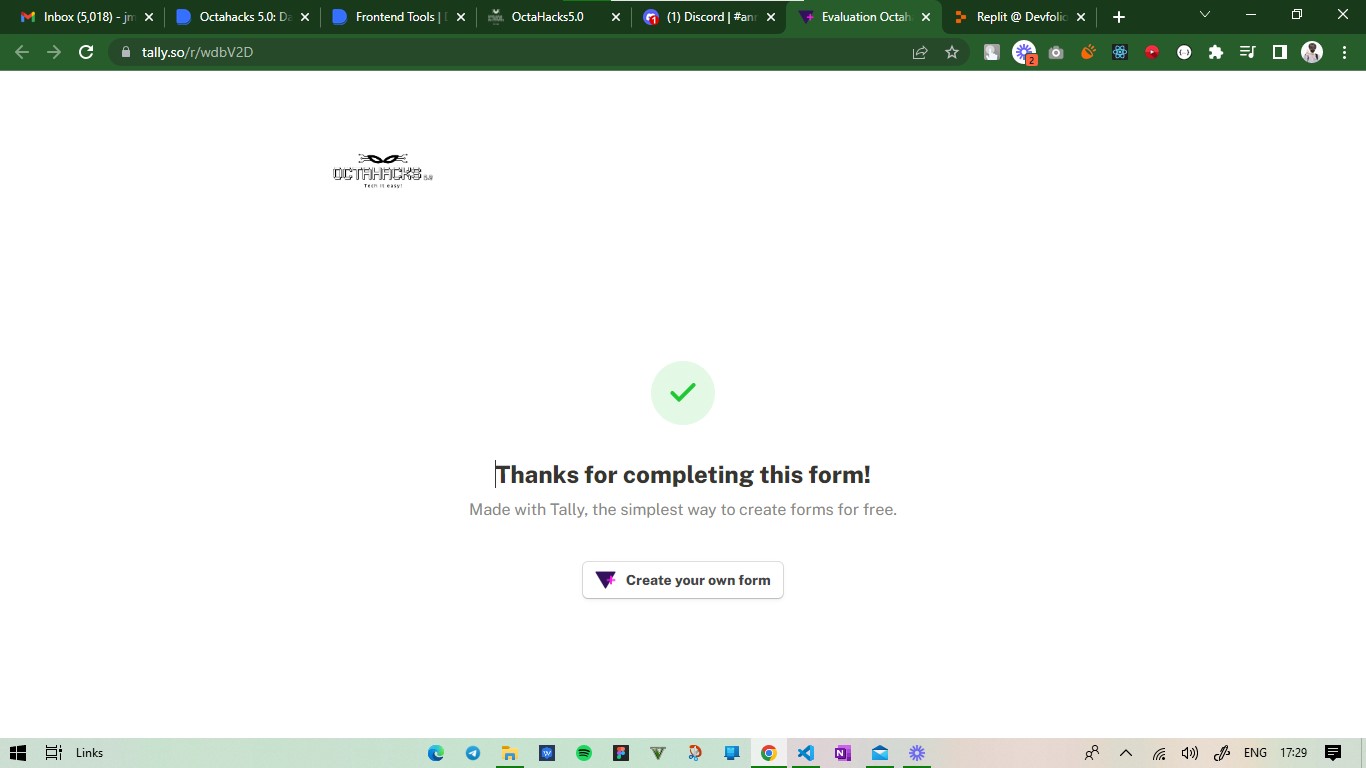 Inbox (5,018) - jm
Octahacks 5.0: Da
Frontend Tools | D
OctaHacks5.0
(1) Discord | #ann
Evaluation Octah
Replit @ Devfolio
tally.so/r/wdbV2D
2
OCTAHACKS 5.0
Tech it easy!
Thanks for completing this form!
Made with Tally, the simplest way to create forms for free.
Create your own form
Links
ENG
17:29